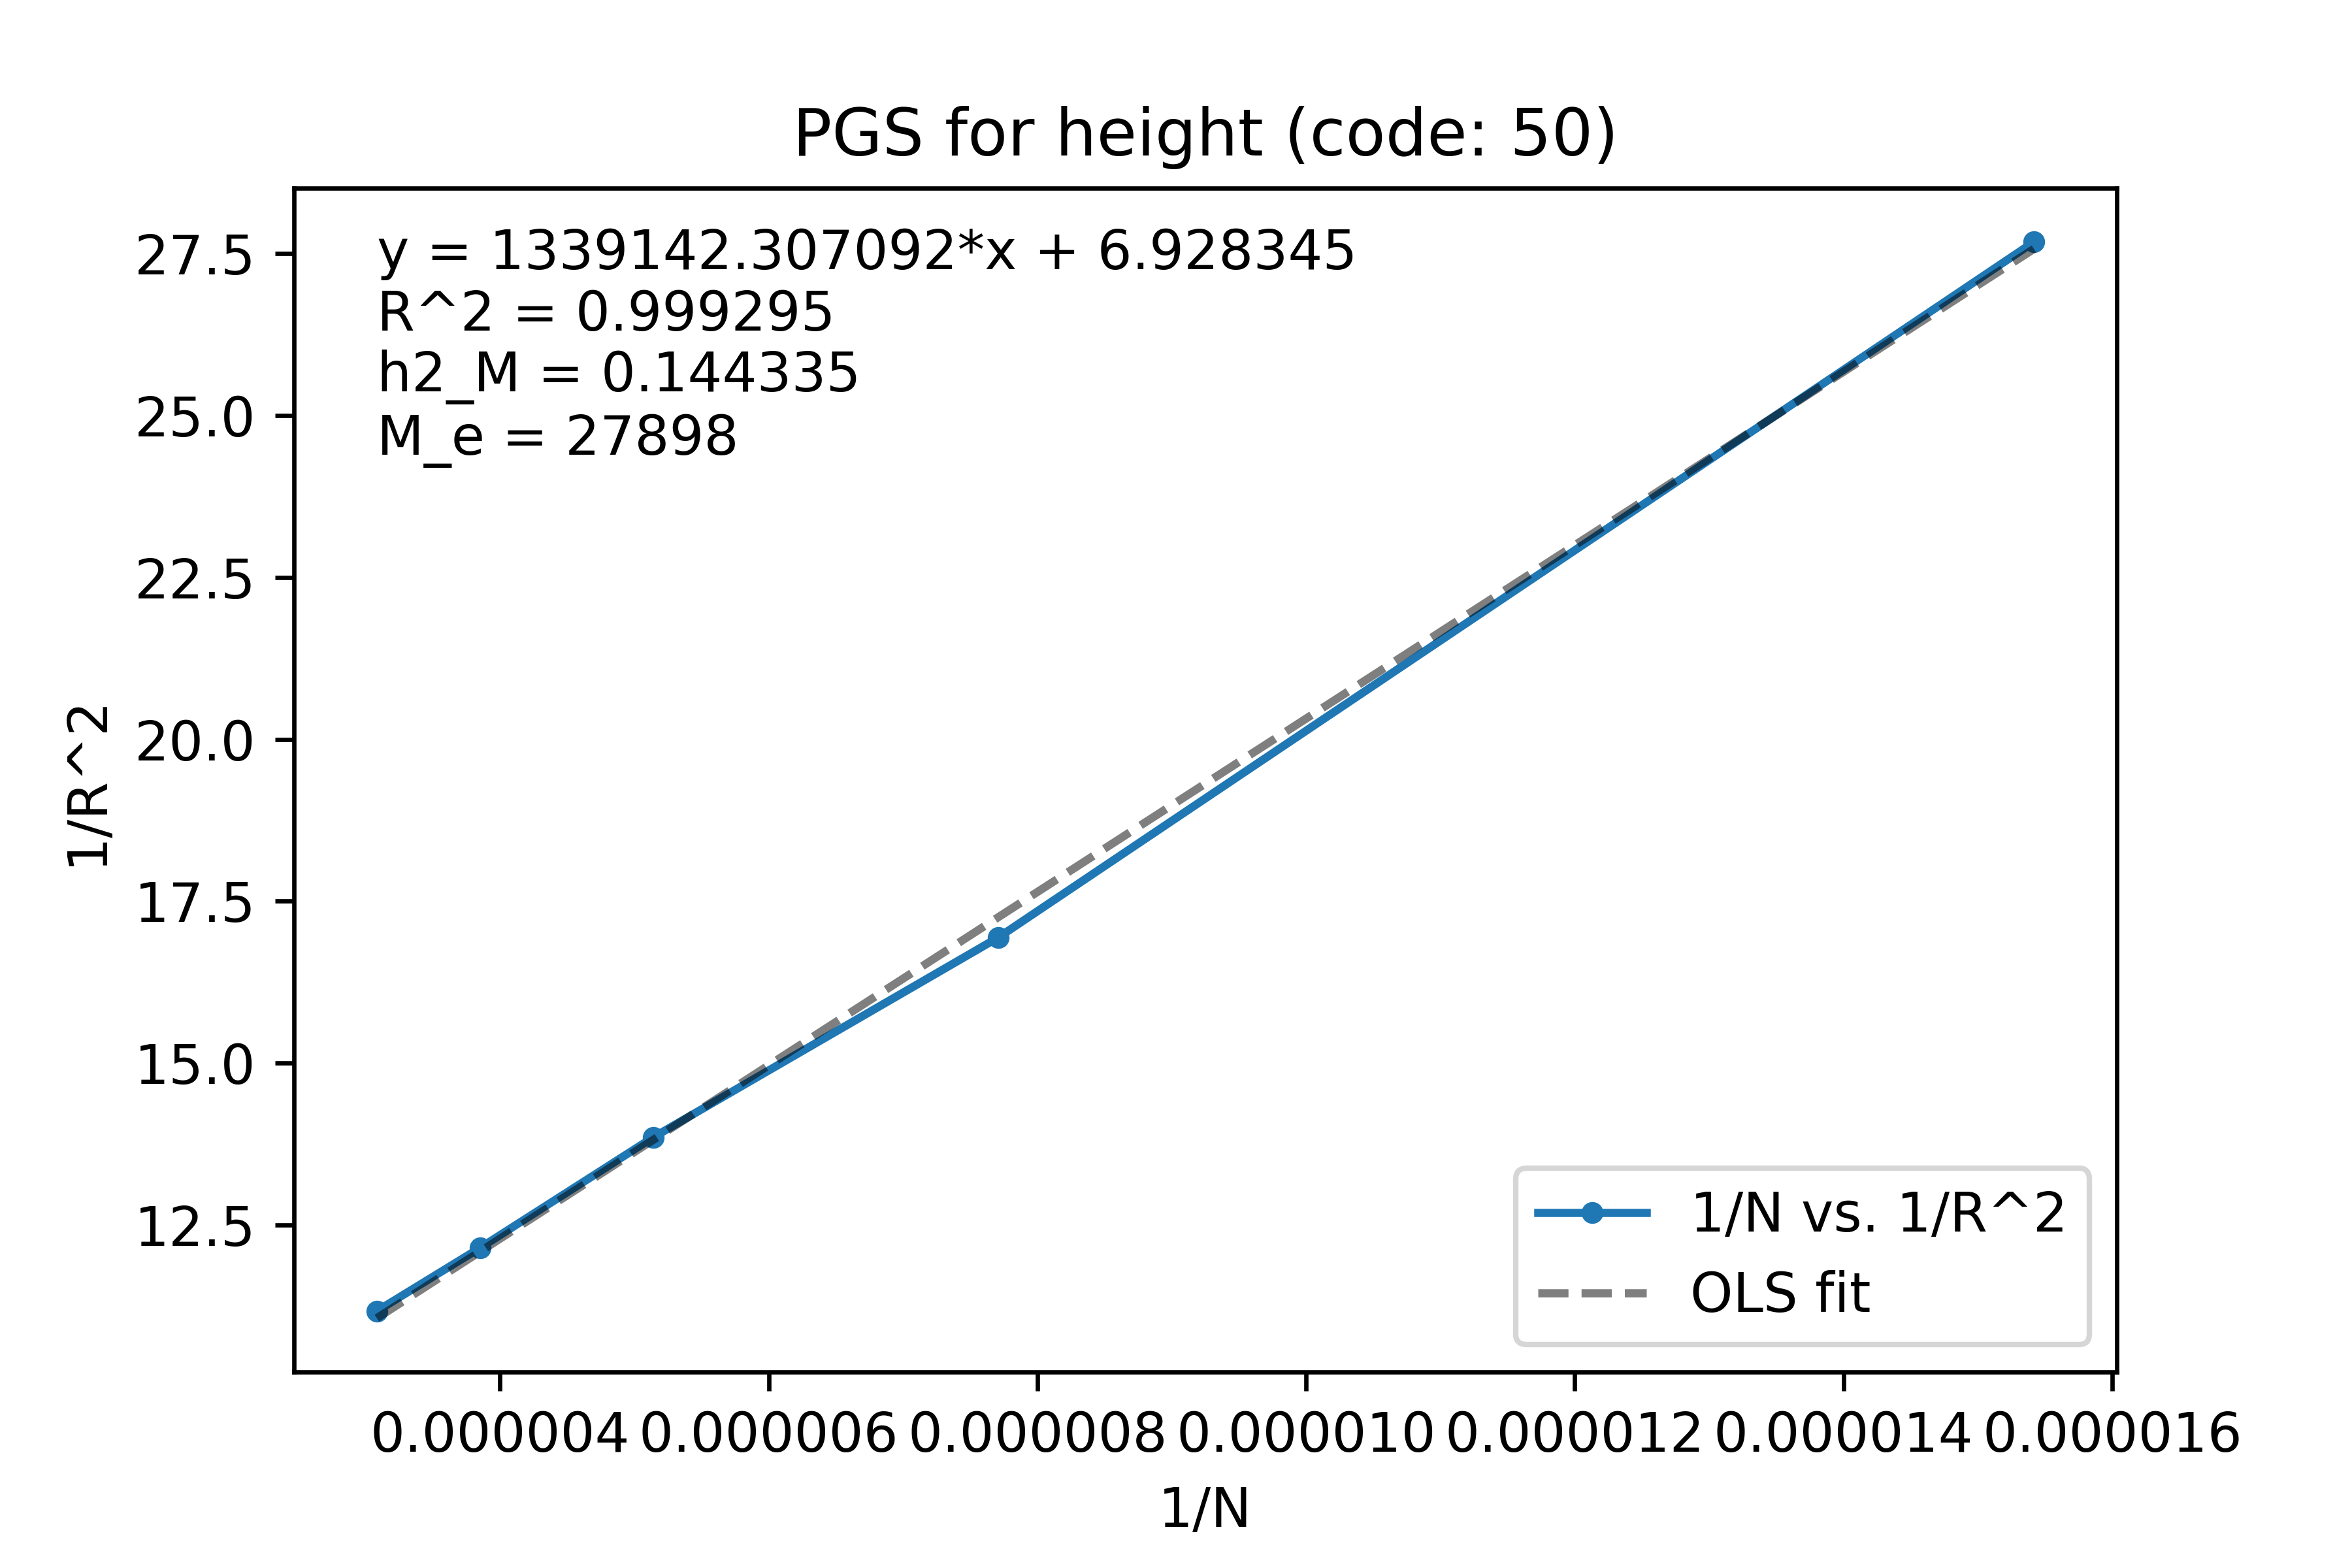 PGS for height (code: 50)
y = 1339142.307092*x + 6.928345
R^2 = 0.999295
h2_M = 0.144335
M_e = 27898
27.5
25.0
22.5
20.0
17.5
15.0
12.5
1/R^2
1/N vs. 1/R^2
OLS fit
0.000004 0.000006 0.000008 0.000010 0.000012 0.000014 0.000016
1/N